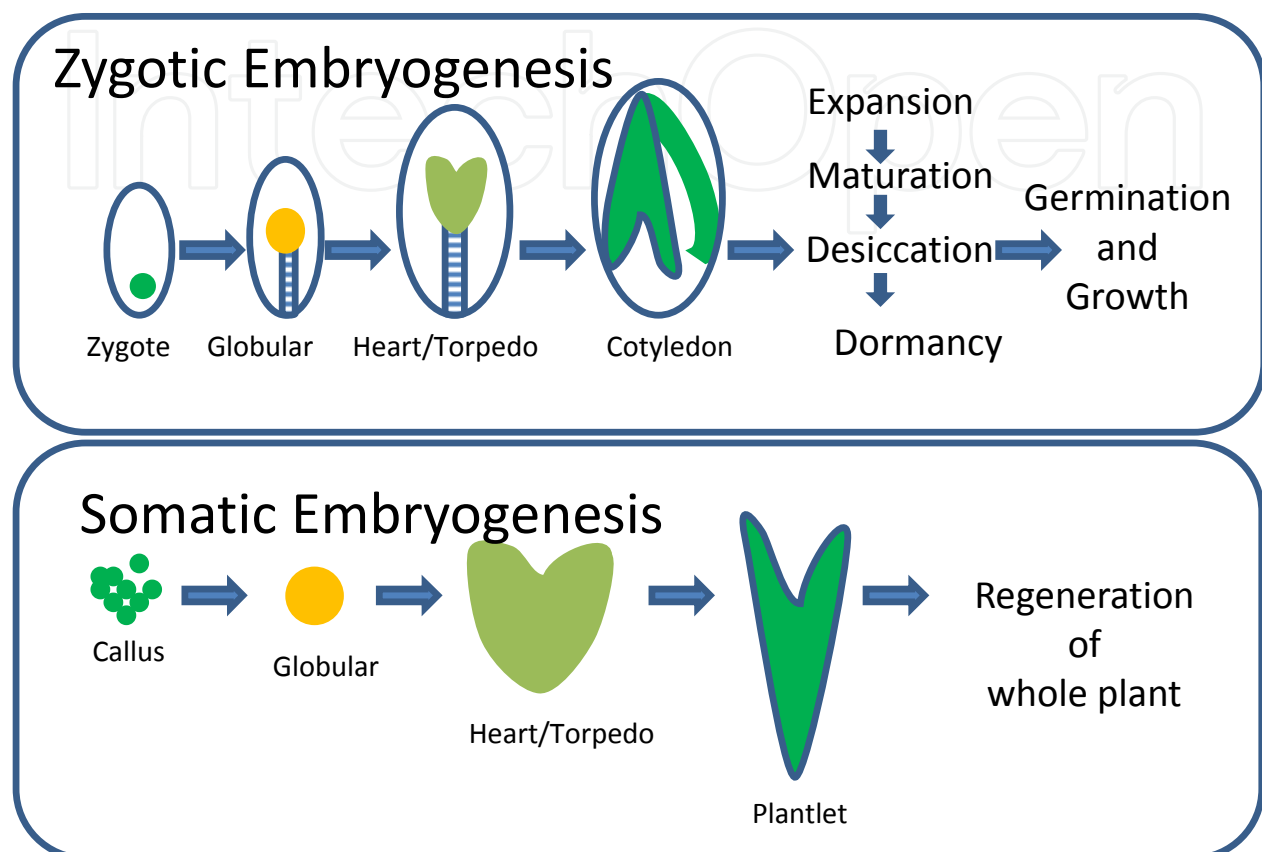 IntechOpen
Zygotic Embryogenesis
Zygote
Globular
Heart/Torpedo
Cotyledon
Expansion
Maturation
Desiccation
Dormancy
Germination
and
Growth
Somatic Embryogenesis
Callus
Globular
Heart/Torpedo
Plantlet
Regeneration
of
whole plant